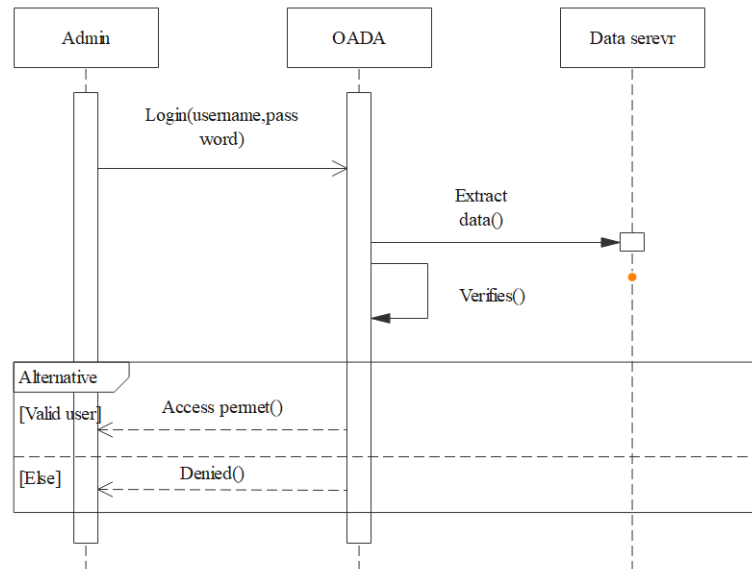 Admin
OADA
Data serevr
Login(username,pass
word)
Extract
data()
Verifies()
Alternative
[Valid user]
Access permet()
[Else]
Denied()